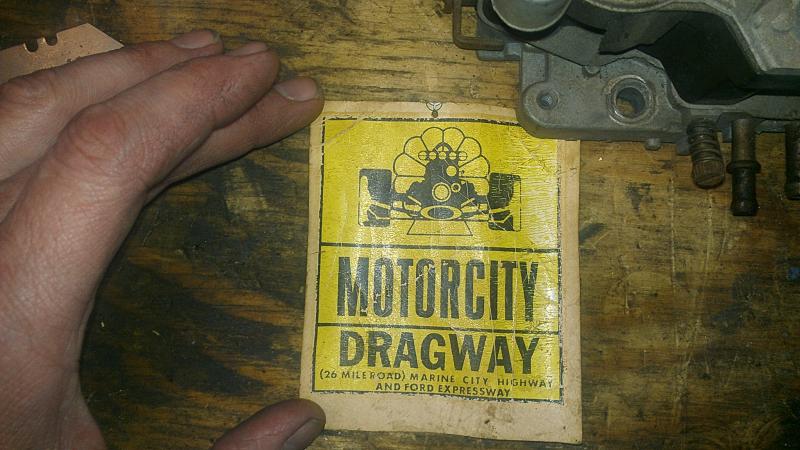 MOTORCITY
DRAGWAY
(26 MILE ROAD) MARINE CITY HIGHWAY
AND FORD EXPRESSWAY